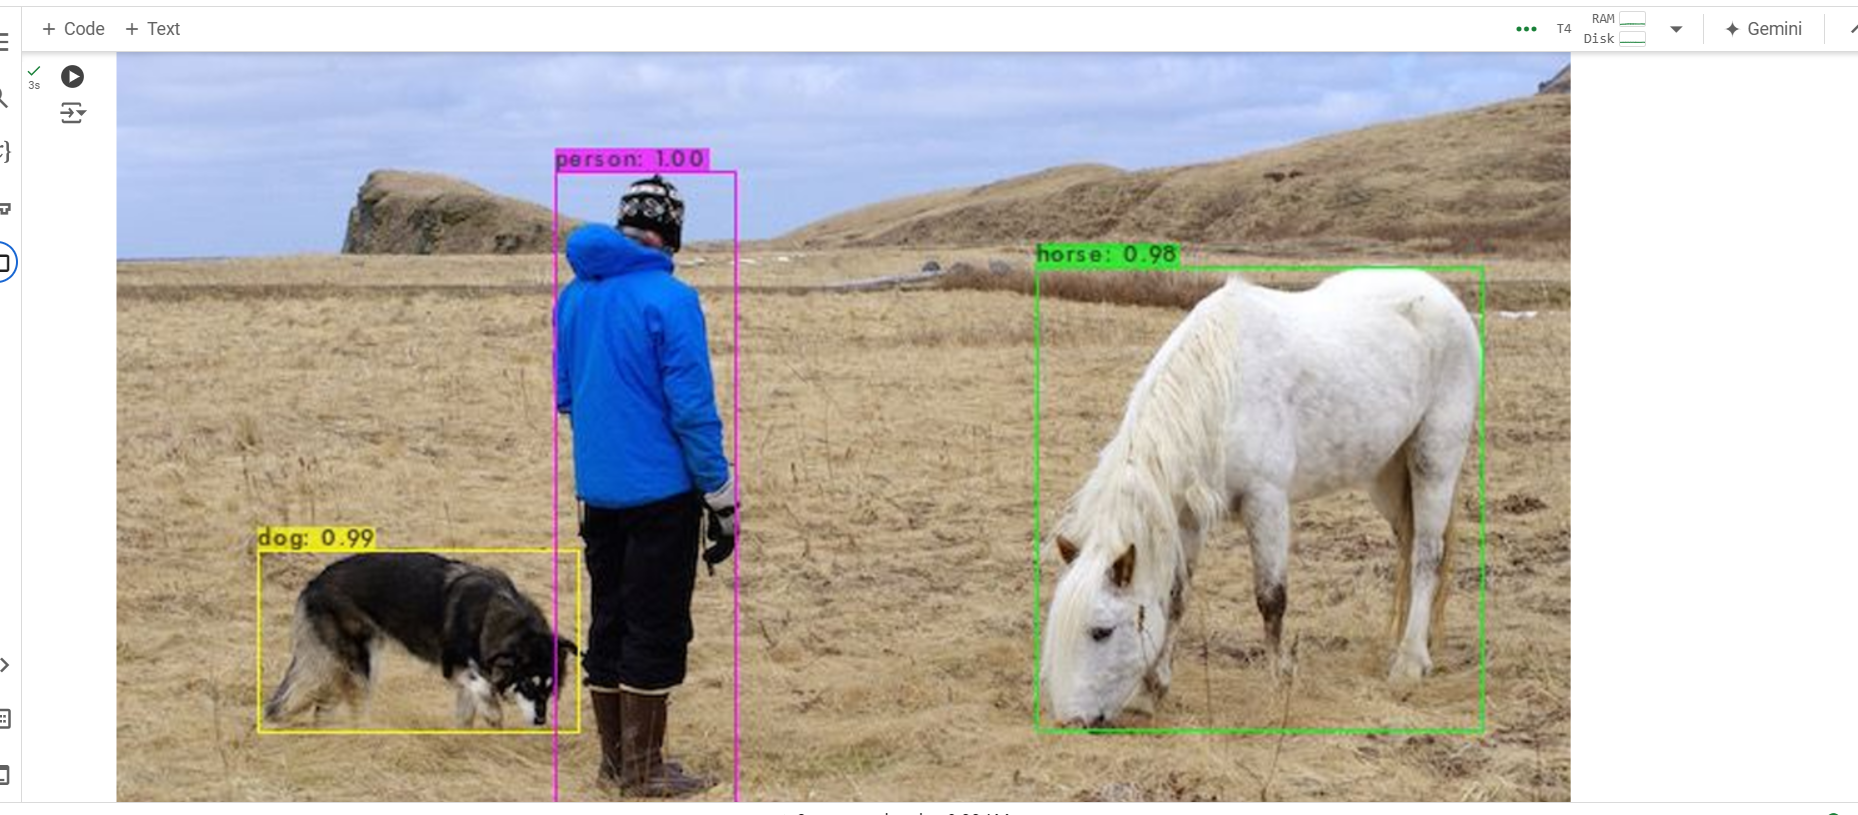 + Code + Text
T4
RAM
Disk
Gemini
3s
person: 1.00
horse: 0.98
dog: 0.99